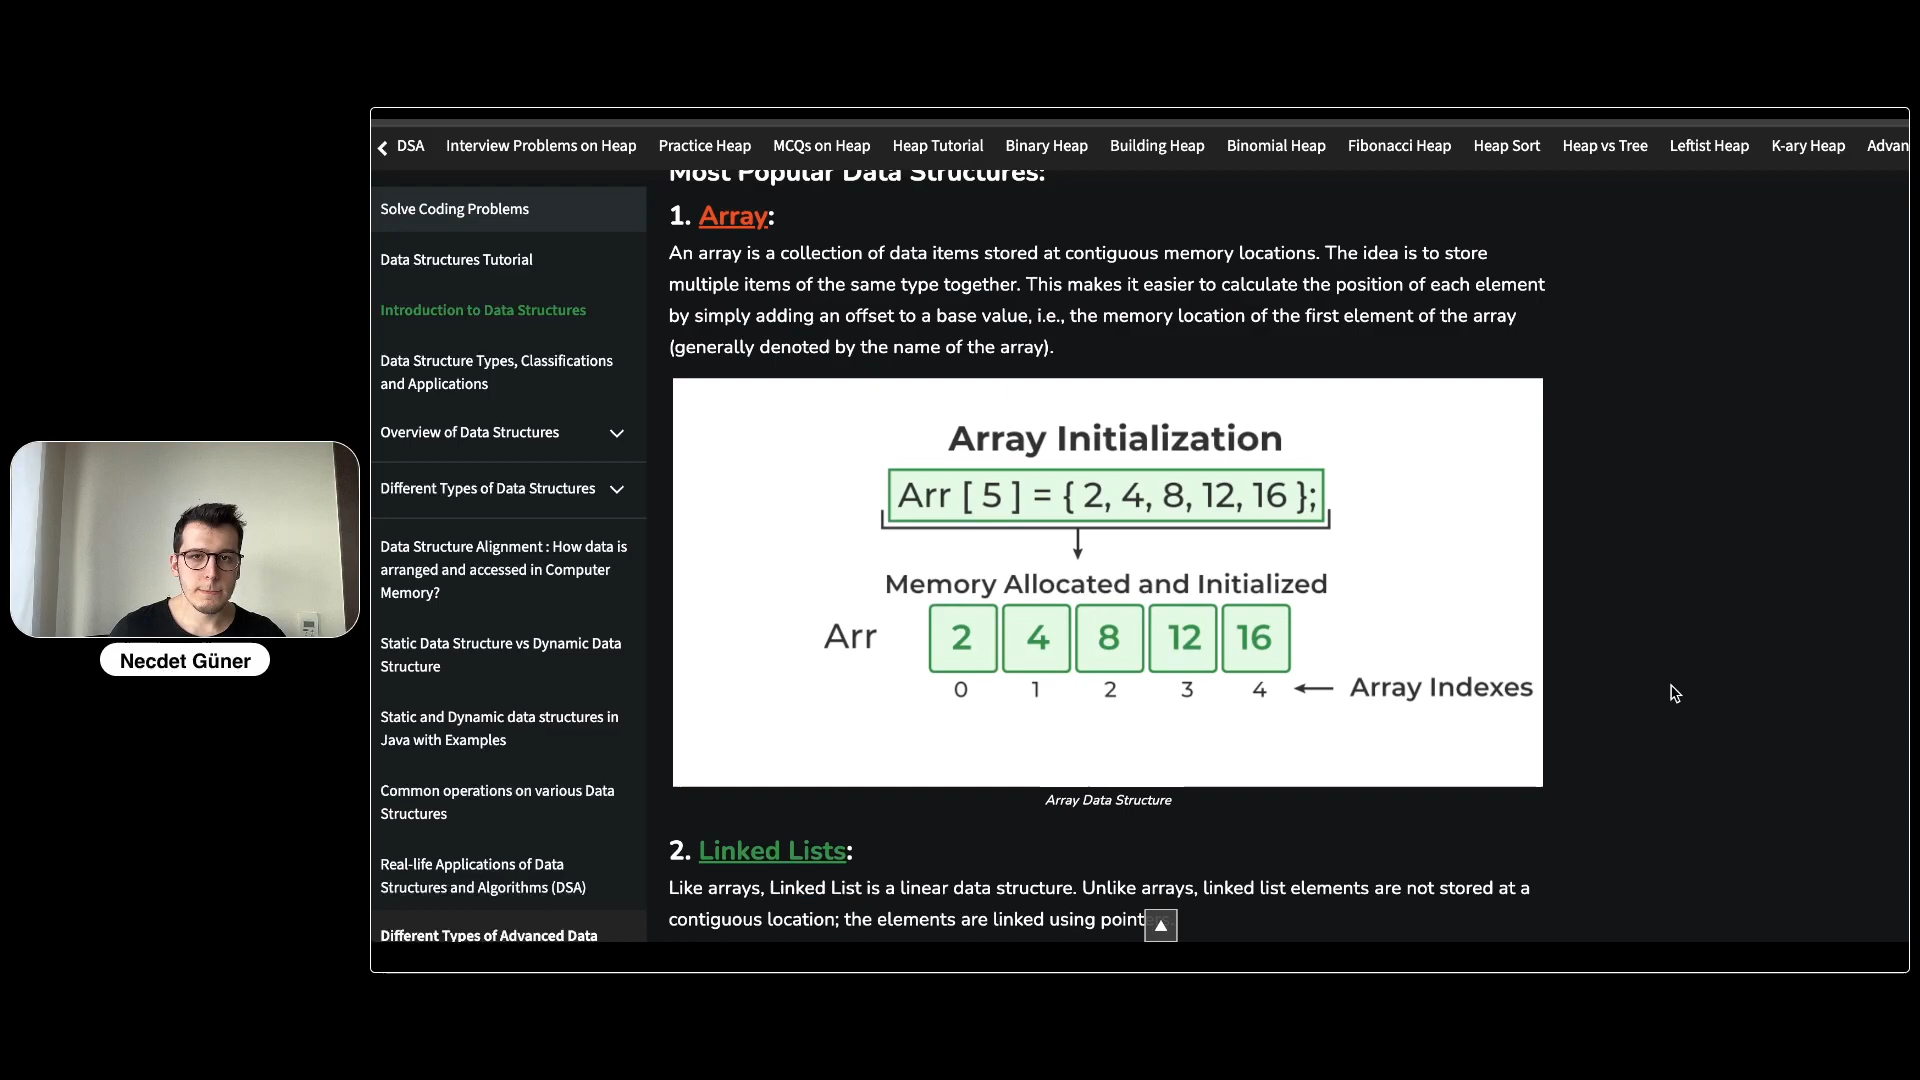 DSA Interview Problems on Heap Practice Heap MCQs on Heap Heap Tutorial Binary Heap Building Heap Binomial Heap Fibonacci Heap Heap Sort Heap vs Tree Leftist Heap K-ary Heap Advan
Solve Coding Problems
Data Structures Tutorial
Introduction to Data Structures
Data Structure Types, Classifications
and Applications
Overview of Data Structures
Different Types of Data Structures
Data Structure Alignment : How data is
arranged and accessed in Computer
Memory?
Static Data Structure vs Dynamic Data
Structure
Static and Dynamic data structures in
Java with Examples
Common operations on various Data
Structures
Real-life Applications of Data
Structures and Algorithms (DSA)
Different Types of Advanced Data
Most Popular Data Structures:
1. Array:
An array is a collection of data items stored at contiguous memory locations. The idea is to store
multiple items of the same type together. This makes it easier to calculate the position of each element
by simply adding an offset to a base value, i.e., the memory location of the first element of the array
(generally denoted by the name of the array).
Array Initialization
Arr [ 5 ] = { 2, 4, 8, 12, 16 };
Memory Allocated and Initialized
Arr 2 4 8 12 16
0 1 2 3 4 Array Indexes
Array Data Structure
2. Linked Lists:
Like arrays, Linked List is a linear data structure. Unlike arrays, linked list elements are not stored at a
contiguous location; the elements are linked using pointers.
Necdet Güner